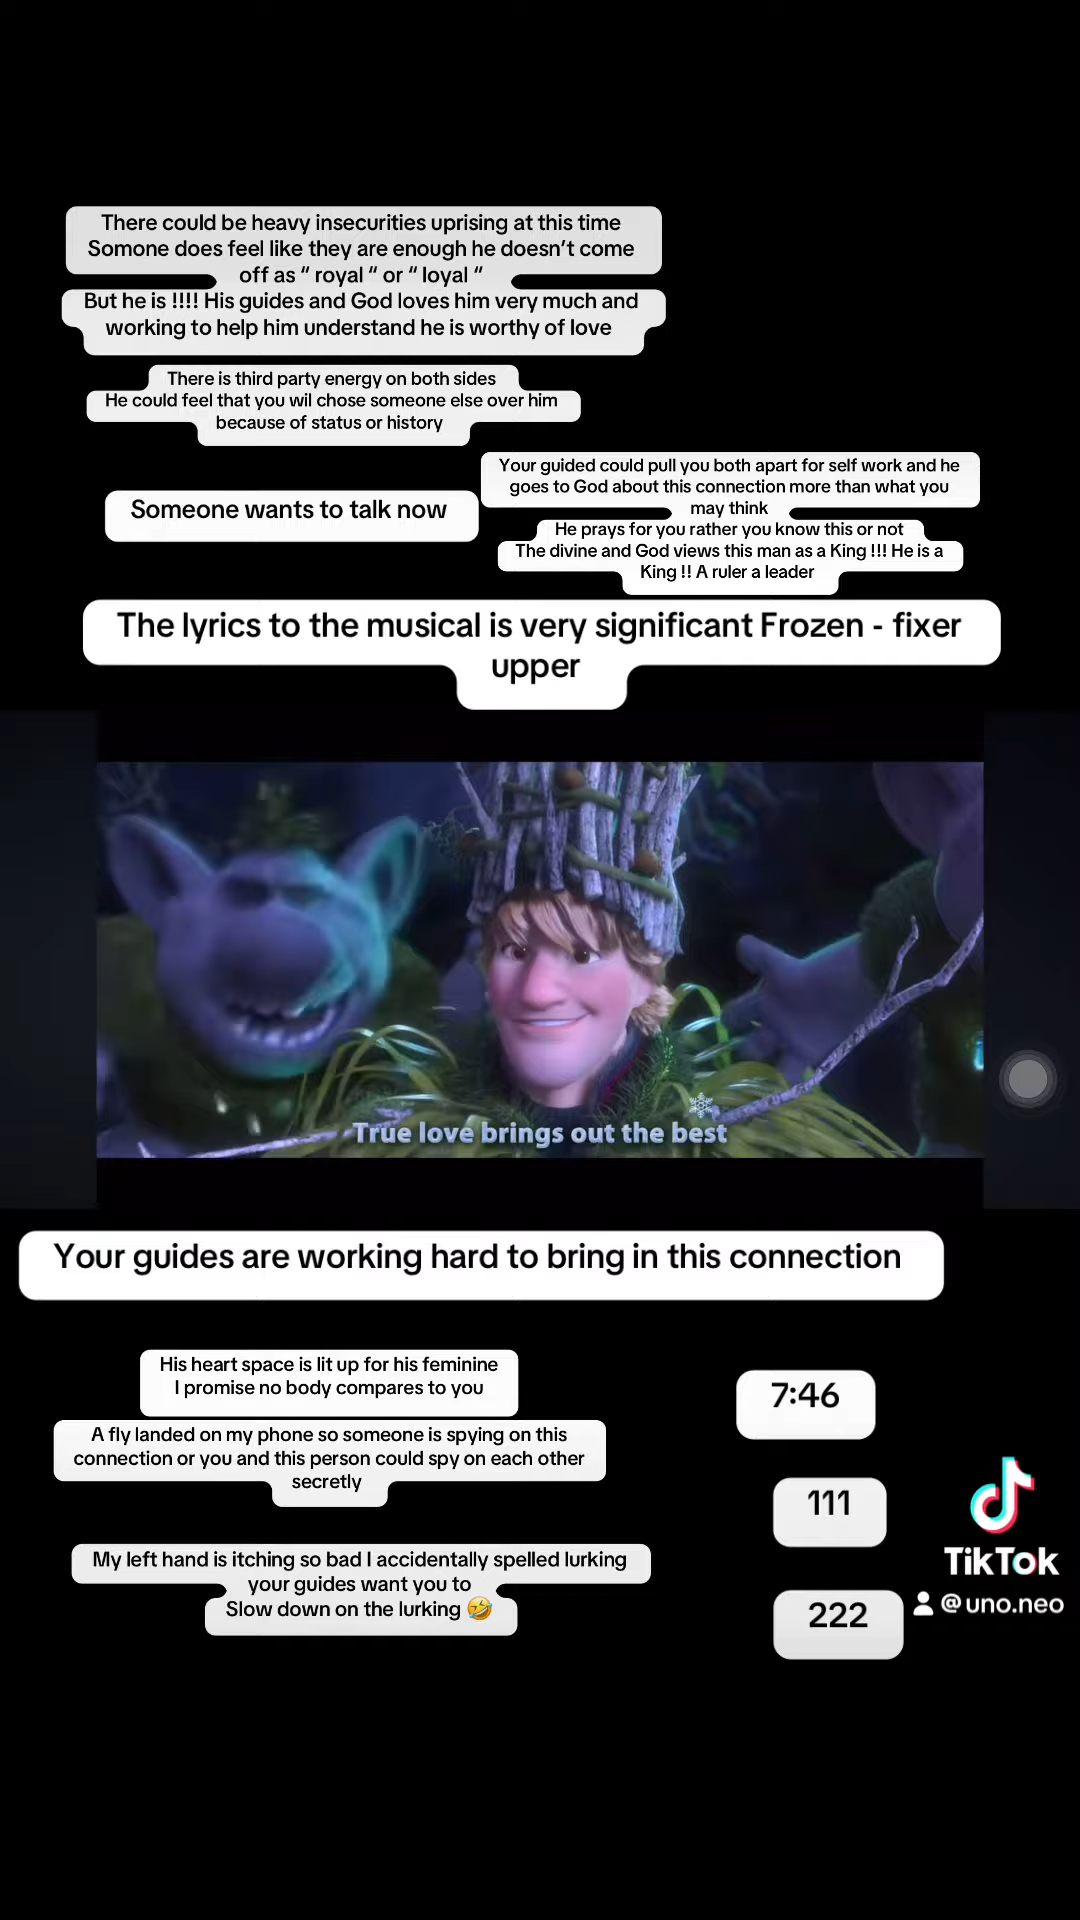 There could be heavy insecurities uprising at this time
Somone does feel like they are enough he doesn't come
off as “ royal “ or “ loyal “
But he is !!!! His guides and God loves him very much and
working to help him understand he is worthy of love
There is third party energy on both sides
He could feel that you wil chose someone else over him
because of status or history
Your guided could pull you both apart for self work and he
goes to God about this connection more than what you
may think
He prays for you rather you know this or not
The divine and God views this man as a King !!! He is a
King !! A ruler a leader
Someone wants to talk now
The lyrics to the musical is very significant Frozen - fixer
upper
True love brings out the best
Your guides are working hard to bring in this connection
His heart space is lit up for his feminine
I promise no body compares to you
A fly landed on my phone so someone is spying on this
connection or you and this person could spy on each other
secretly
My left hand is itching so bad I accidentally spelled lurking
your guides want you to
Slow down on the lurking 🤣
7:46
111
222
TikTok
@uno.neo